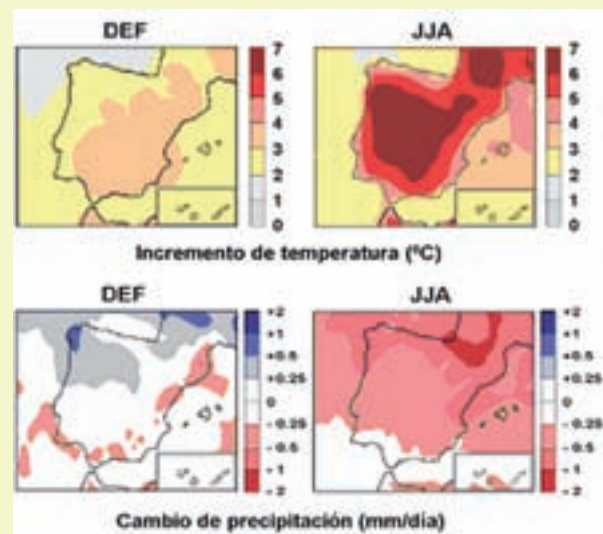 DEF JJA
7 7
6 6
5 5
4 4
3 3
2 2
1 1
0 0
Incremento de temperatura (ºC)
DEF JJA
+2 +2
+1 +1
+0.5 +0.5
+0.25 +0.25
0 0
- 0.25 - 0.25
- 0.5 - 0.5
- 1 - 1
- 2 - 2
Cambio de precipitación (mm/día)